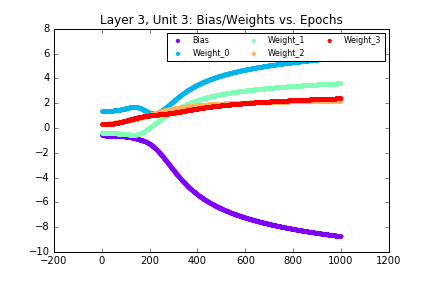 Layer 3, Unit 3: Bias/Weights vs. Epochs
8
Bias Weight_1 Weight_3
Weight_0 Weight_2
6
4
2
0
−2
−4
−6
−8
−10
−200 0 200 400 600 800 1000 1200